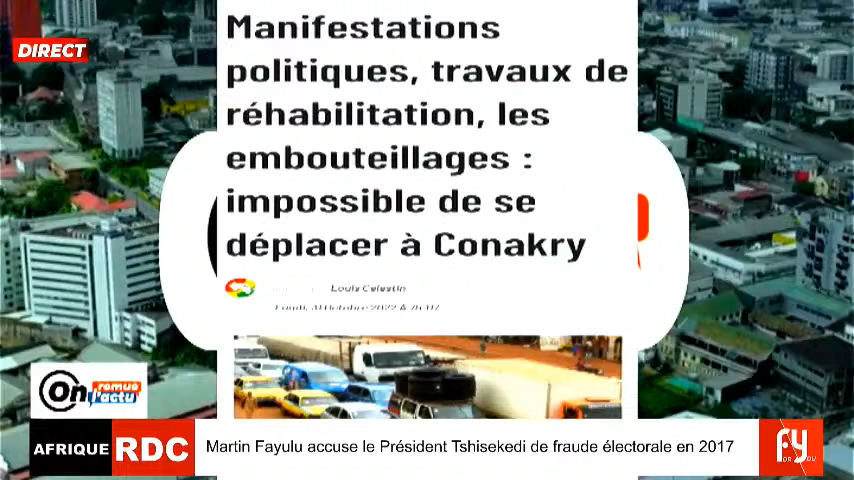 DIRECT
Manifestations
politiques, travaux de
réhabilitation, les
embouteillages :
impossible de se
déplacer à Conakry
Louis Celestin
On remue
l'actu
AFRIQUE RDC
Martin Fayulu accuse le Président Tshisekedi de fraude électorale en 2017
FY